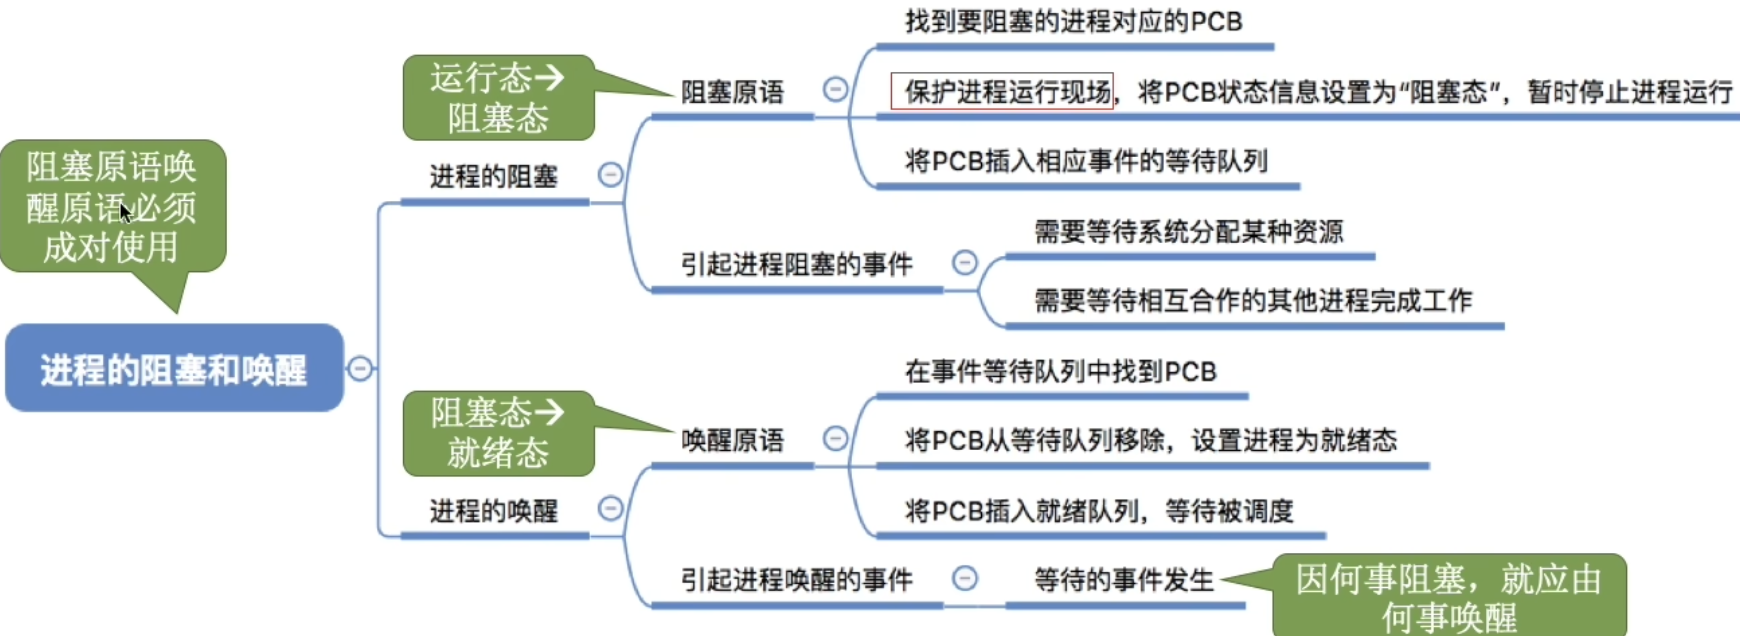 阻塞原语唤
醒原语必须
成对使用
进程的阻塞和唤醒
进程的阻塞
运行态→
阻塞态
阻塞原语
找到要阻塞的进程对应的PCB
保护进程运行现场，将PCB状态信息设置为“阻塞态”，暂时停止进程运行
将PCB插入相应事件的等待队列
引起进程阻塞的事件
需要等待系统分配某种资源
需要等待相互合作的其他进程完成工作
进程的唤醒
阻塞态→
就绪态
唤醒原语
在事件等待队列中找到PCB
将PCB从等待队列移除，设置进程为就绪态
将PCB插入就绪队列，等待被调度
引起进程唤醒的事件
等待的事件发生
因何事阻塞，就应由
何事唤醒